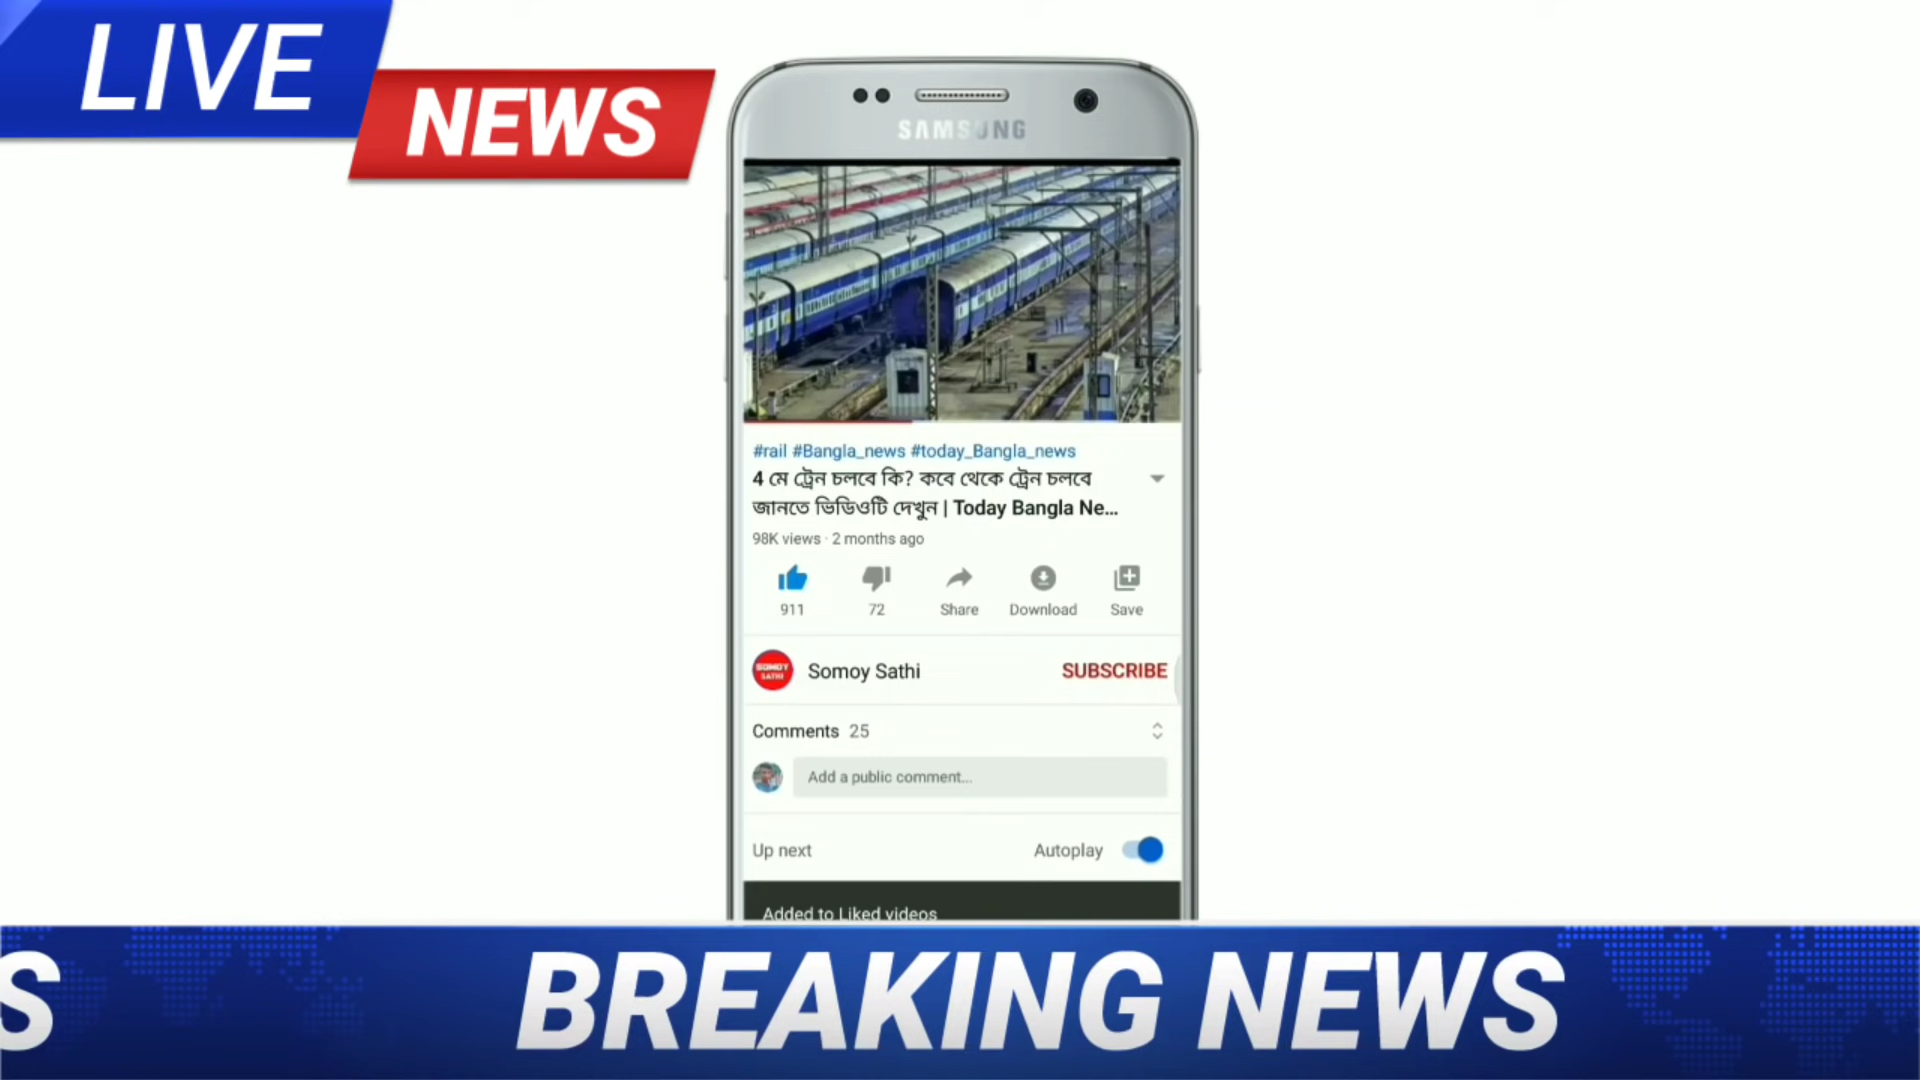 LIVE
NEWS
SAMSUNG
#rail #Bangla_news #today_Bangla_news
4 মে ট্রেন চলবে কি? কবে থেকে ট্রেন চলবে
জানতে ভিডিওটি দেখুন | Today Bangla Ne...
98K views · 2 months ago
911
72
Share
Download
Save
SOMOY
SATHI
Somoy Sathi
SUBSCRIBE
Comments 25
Add a public comment...
Up next
Autoplay
Added to Liked videos
S
BREAKING NEWS